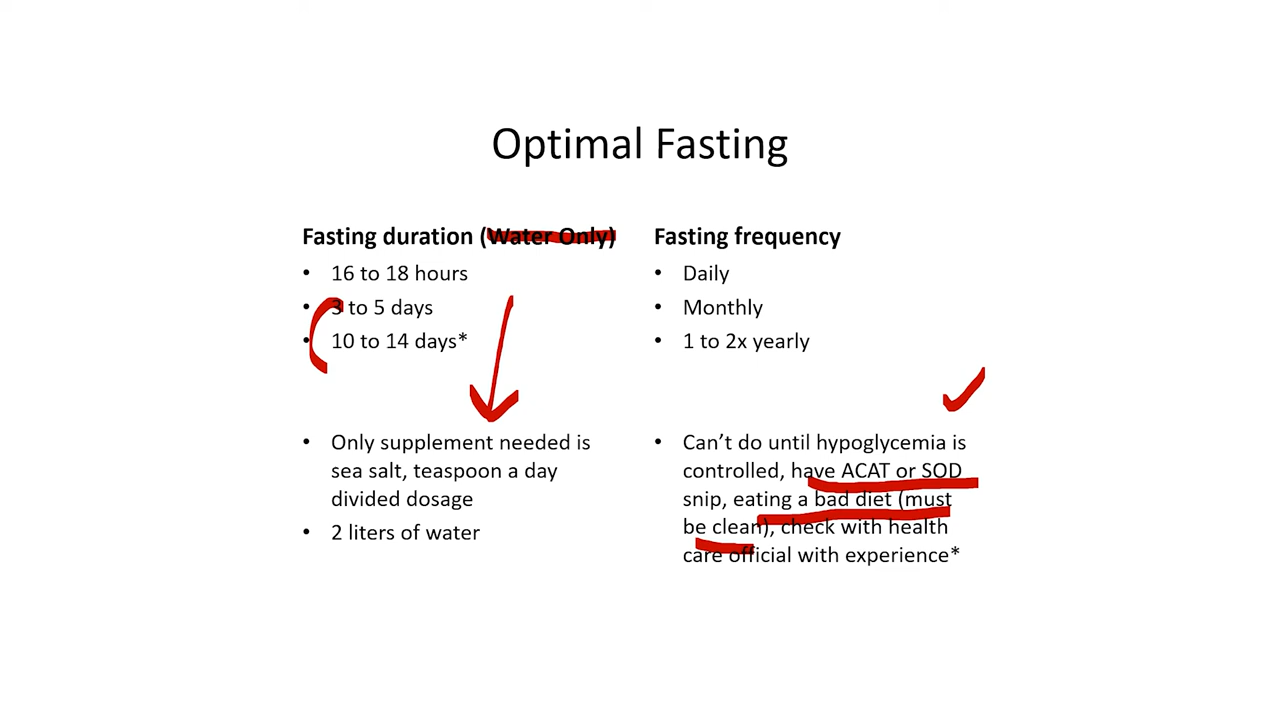 Optimal Fasting
Fasting duration (Water Only)
• 16 to 18 hours
• 3 to 5 days
• 10 to 14 days*
• Only supplement needed is
sea salt, teaspoon a day
divided dosage
• 2 liters of water
Fasting frequency
• Daily
• Monthly
• 1 to 2x yearly
• Can’t do until hypoglycemia is
controlled, have ACAT or SOD
snip, eating a bad diet (must
be clean), check with health
care official with experience*